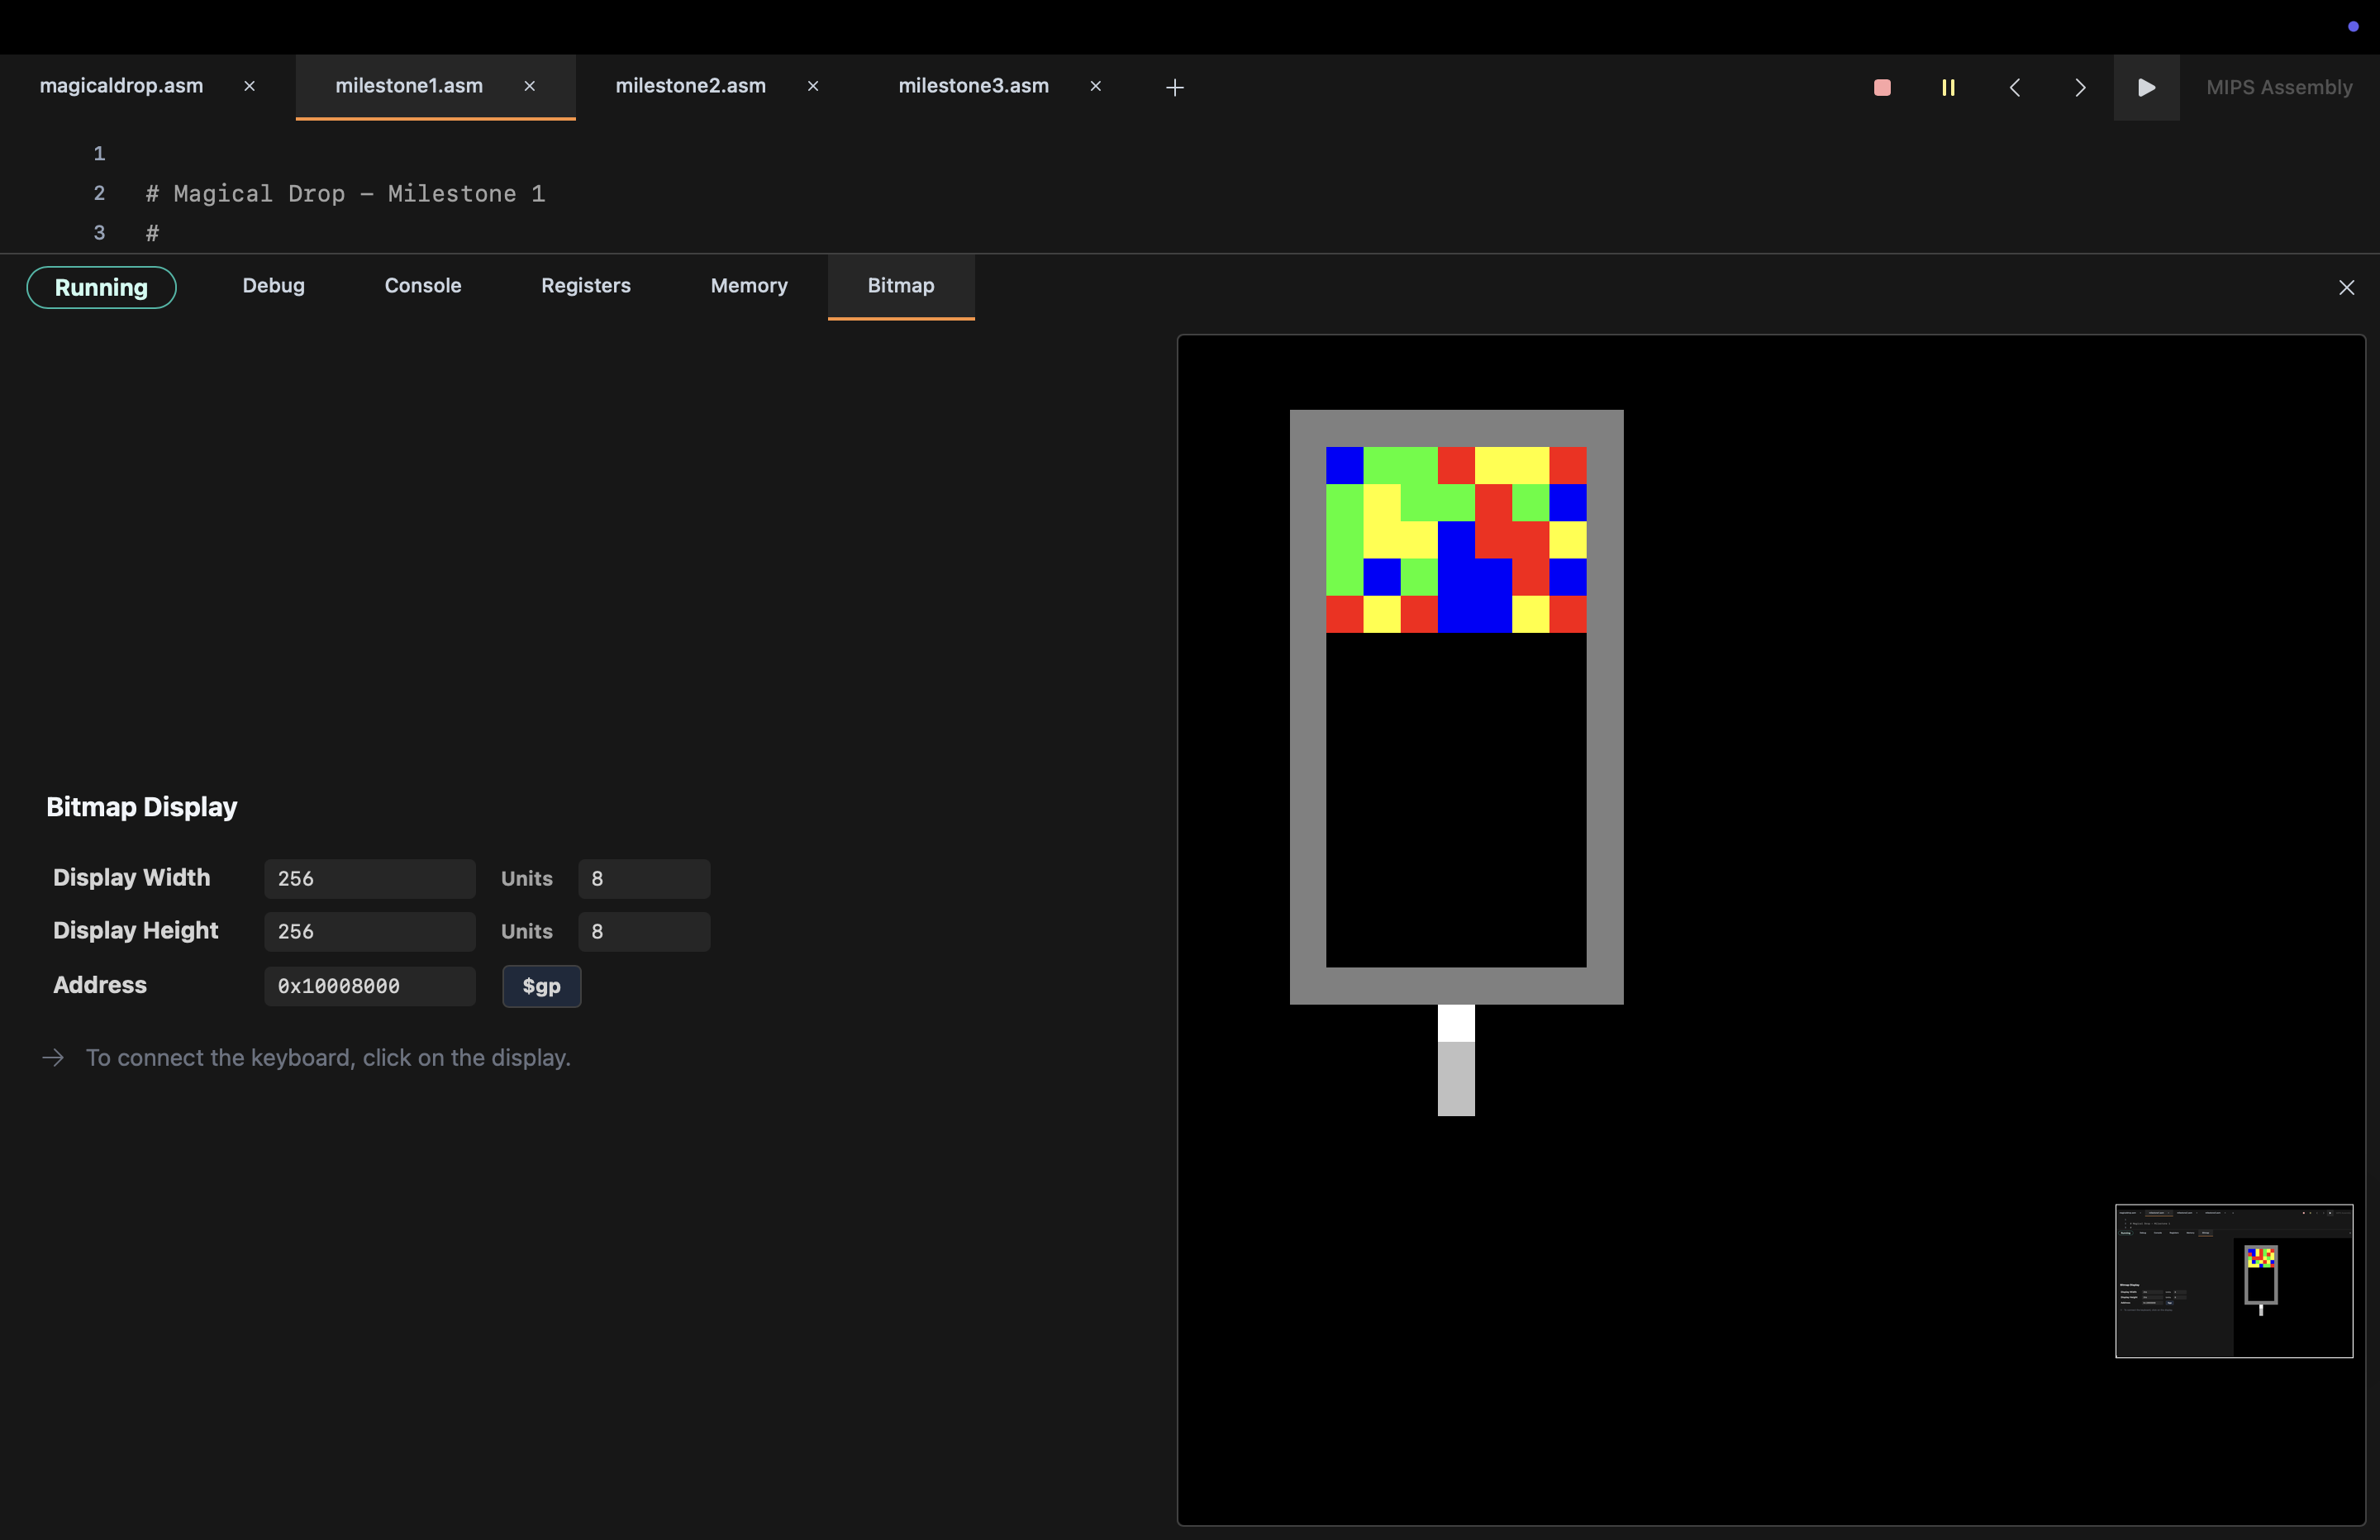 magicaldrop.asm × milestone1.asm × milestone2.asm × milestone3.asm × + MIPS Assembly
1
2 # Magical Drop – Milestone 1
3 #
Running Debug Console Registers Memory Bitmap ×
Bitmap Display
Display Width 256 Units 8
Display Height 256 Units 8
Address 0x10008000 $gp
→ To connect the keyboard, click on the display.